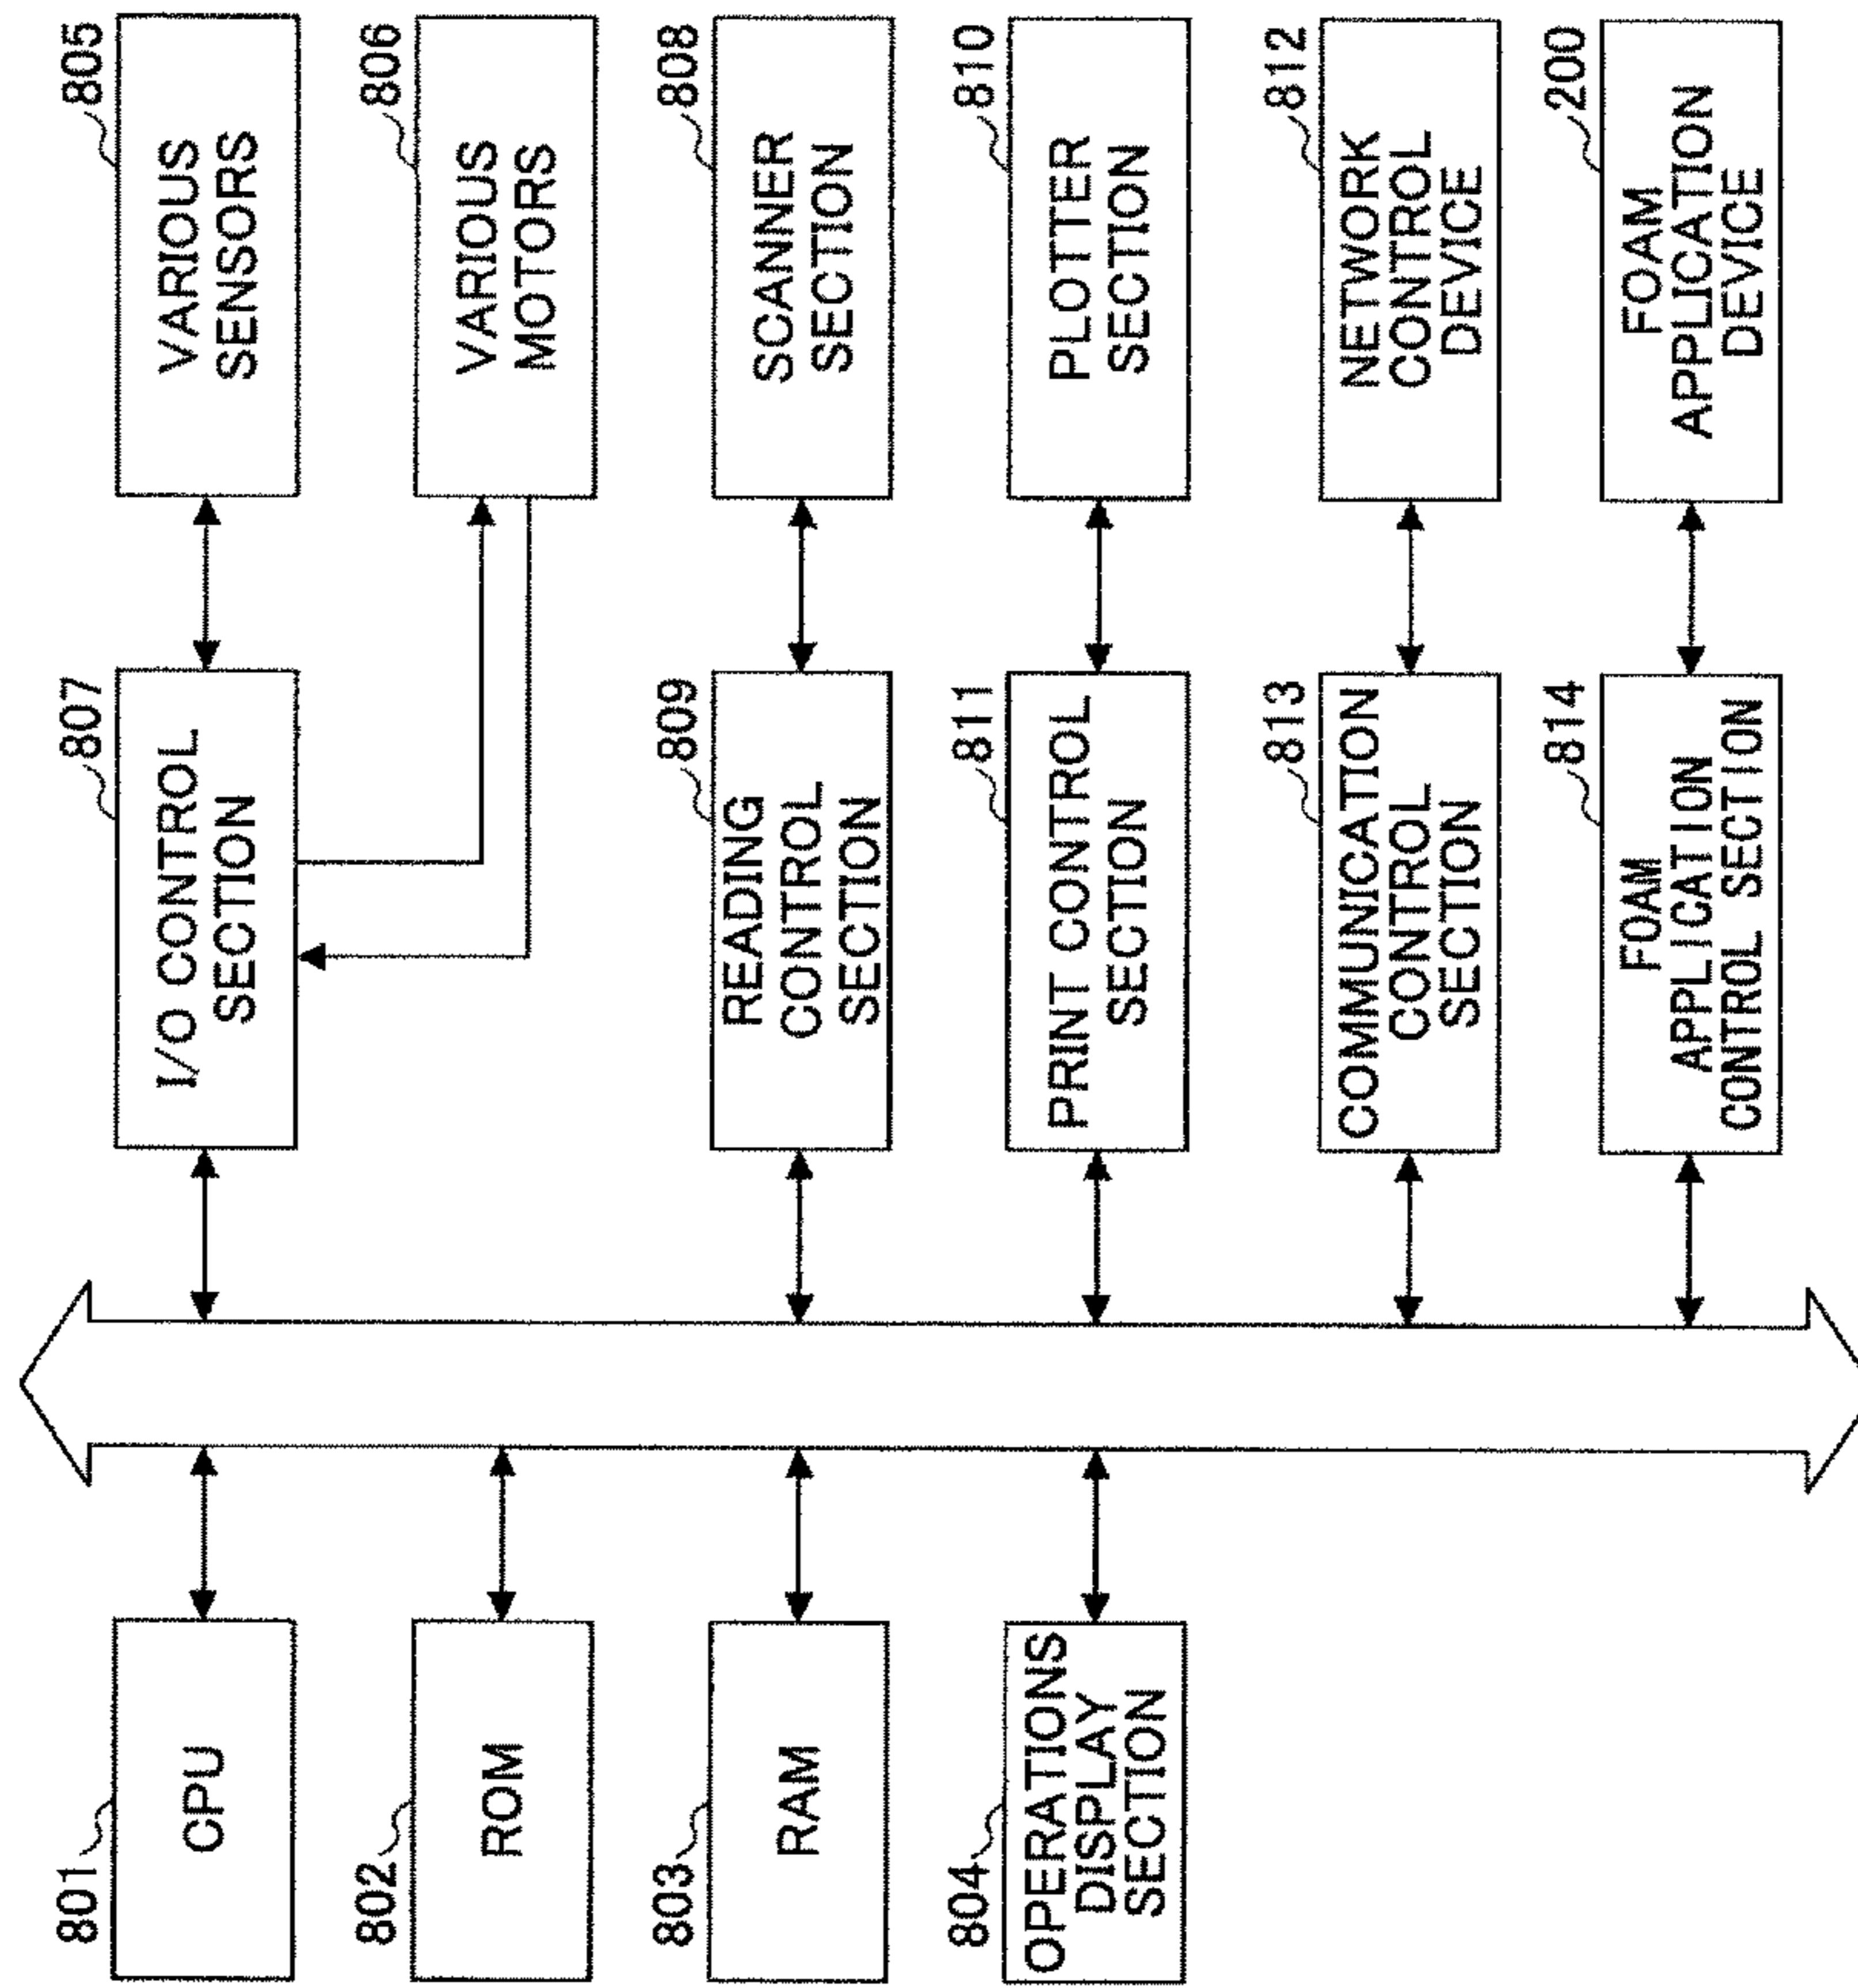 801
CPU
802
ROM
803
RAM
804
OPERATIONS
DISPLAY
SECTION
807
I/O CONTROL
SECTION
809
READING
CONTROL
SECTION
811
PRINT CONTROL
SECTION
813
COMMUNICATION
CONTROL
SECTION
814
FOAM
APPLICATION
CONTROL SECTION
805
VARIOUS
SENSORS
806
VARIOUS
MOTORS
808
SCANNER
SECTION
810
PLOTTER
SECTION
812
NETWORK
CONTROL
DEVICE
200
FOAM
APPLICATION
DEVICE